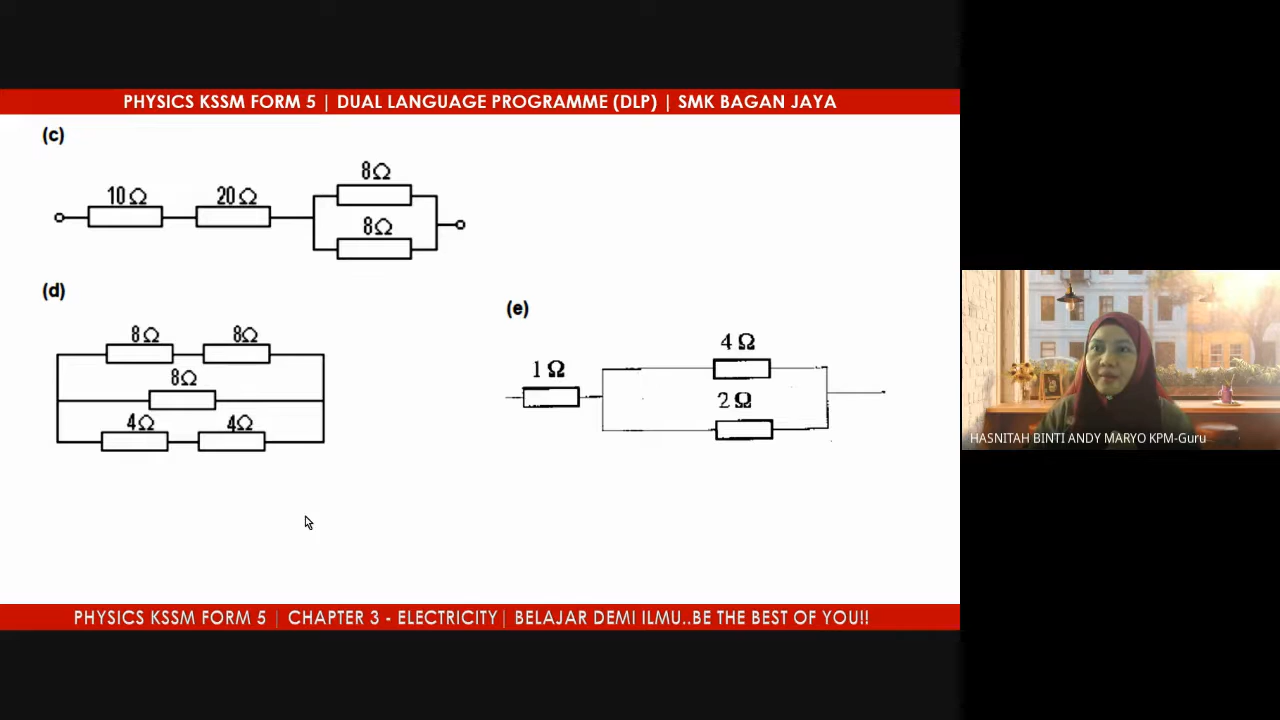 PHYSICS KSSM FORM 5 | DUAL LANGUAGE PROGRAMME (DLP) | SMK BAGAN JAYA
(c)
10Ω
20Ω
8Ω
8Ω
(d)
8Ω 8Ω
8Ω
4Ω 4Ω
(e)
1 Ω
4 Ω
2 Ω
HASNITAH BINTI ANDY MARYO KPM-Guru
PHYSICS KSSM FORM 5 | CHAPTER 3 - ELECTRICITY| BELAJAR DEMI ILMU..BE THE BEST OF YOU!!